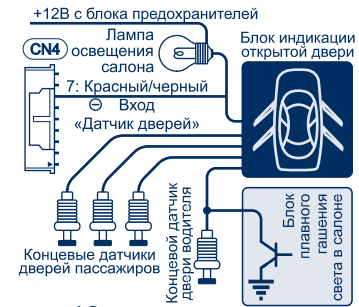 +12В с блока предохранителей
Лампа
освещения
салона
Блок индикации
открытой двери
CN4
7: Красный/черный
⊖ Вход
«Датчик дверей»
Концевые датчики
дверей пассажиров
Концевой датчик
двери водителя
Блок
плавного
гашения
света в салоне